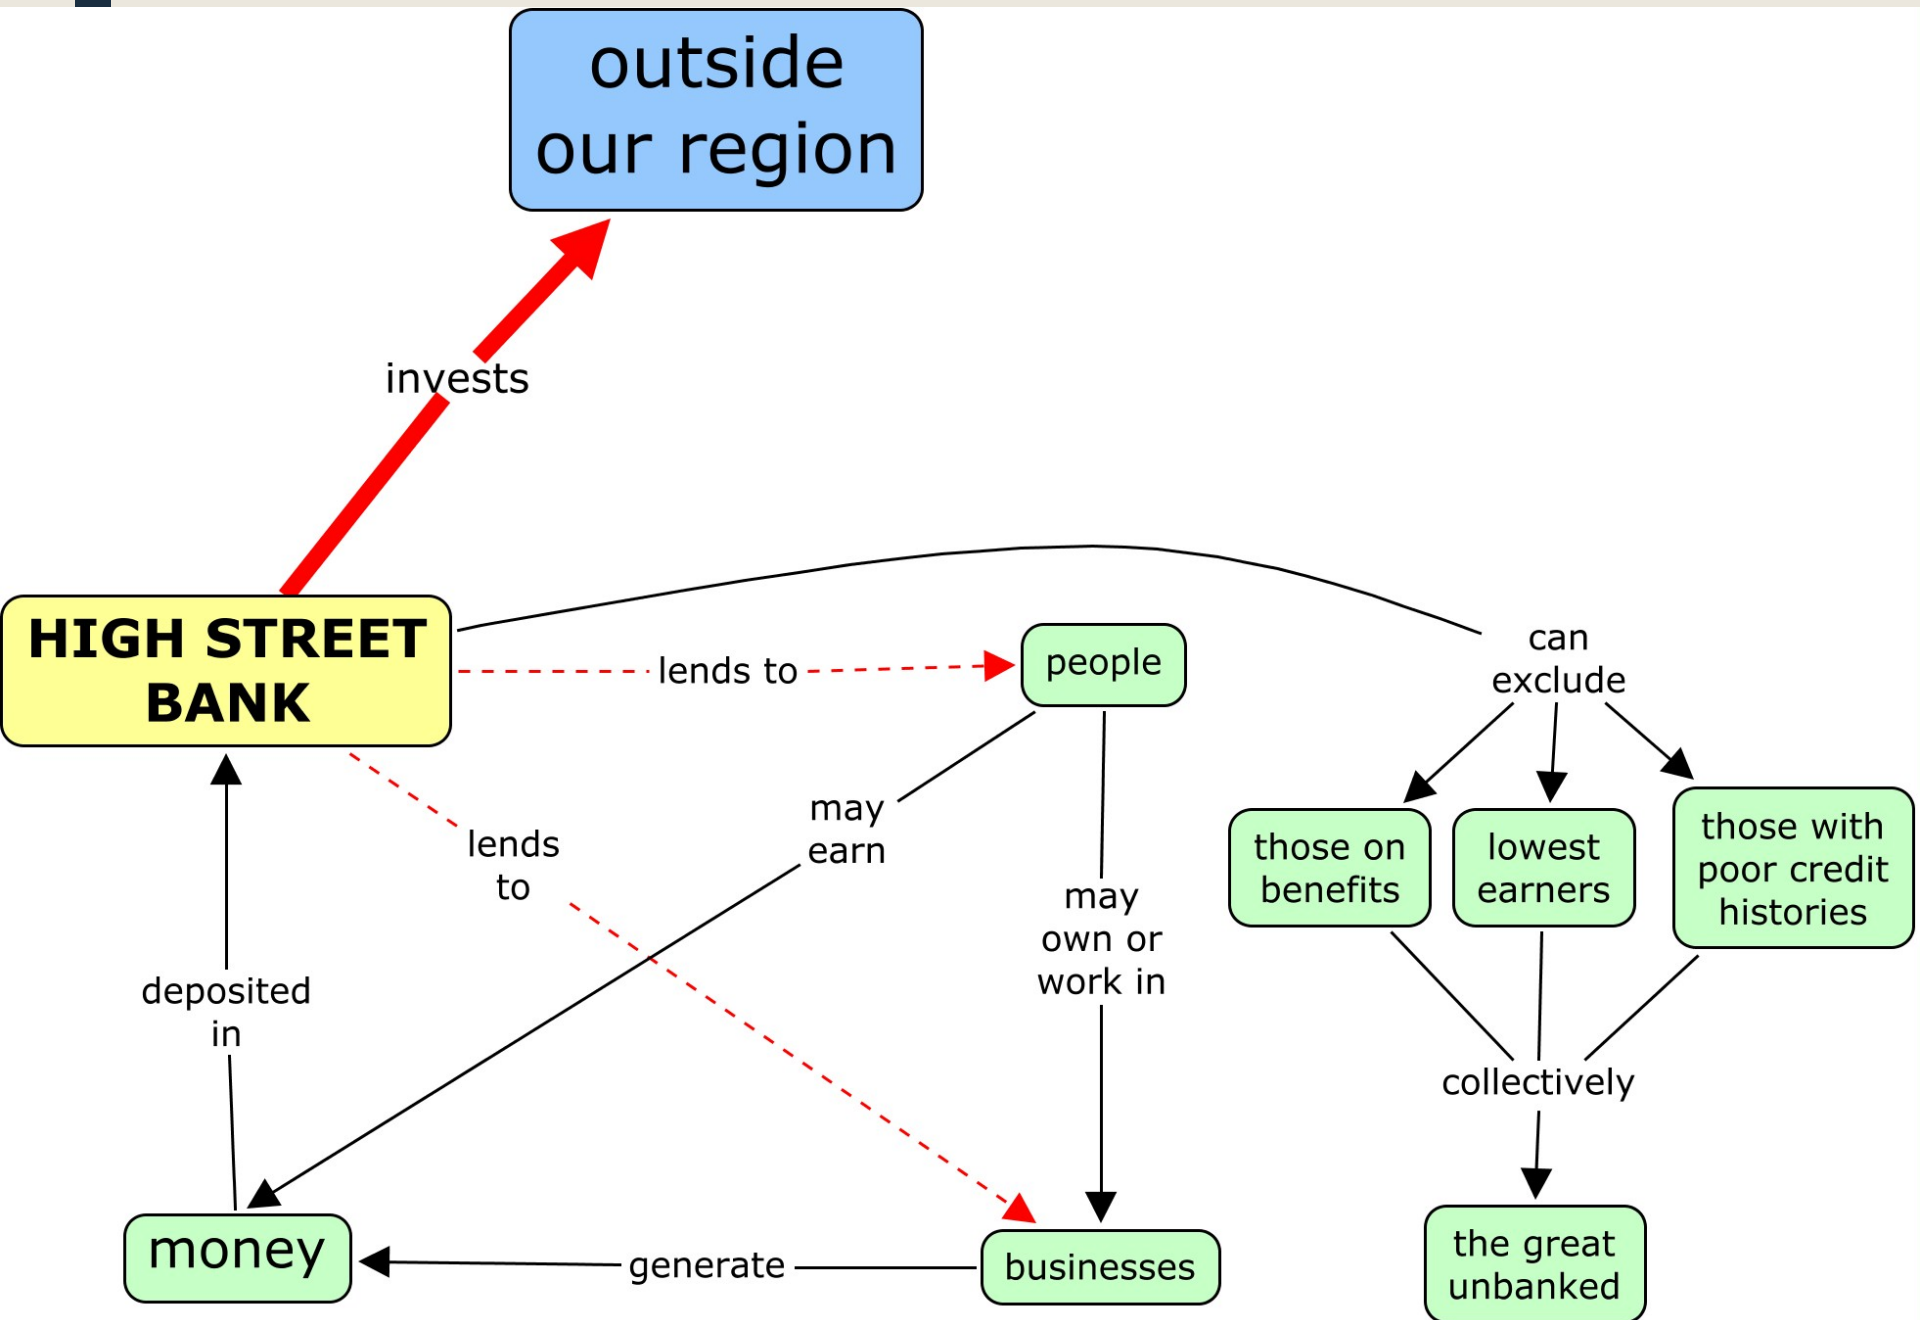 outside
our region
invests
HIGH STREET
BANK
lends to
people
can
exclude
may
earn
lends
to
may
own or
work in
those on
benefits
lowest
earners
those with
poor credit
histories
deposited
in
collectively
money
generate
businesses
the great
unbanked